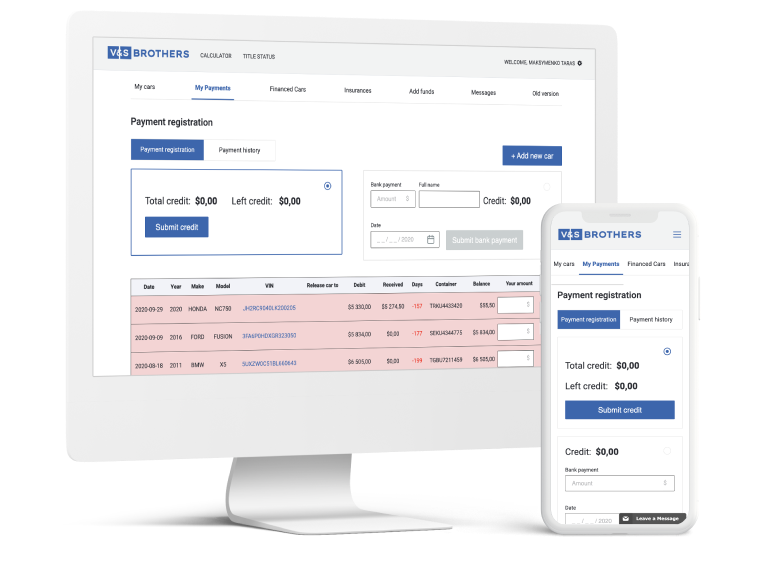 V&S BROTHERS CALCULATOR TITLE STATUS WELCOME, MAKSYMENKO TARAS
My cars My Payments Financed Cars Insurances Add funds Messages Old version
Payment registration
Payment registration Payment history + Add new car
Total credit: $0,00 Left credit: $0,00
Submit credit
Bank payment Full name
Amount $ Credit: $0,00
Date
__/__/2020 Submit bank payment
Date Year Make Model VIN Release car to Debit Received Days Container Balance Your amount
2020-09-29 2020 HONDA NC750 $5 330,00 $5 274,50 -157 TRKU4433420 $55,50 $
2020-09-09 2016 FORD FUSION 3FA6P0HDXGR323050 $5 834,00 $0,00 -177 SEKU4344775 $5 834,00 $
2020-08-18 2011 BMW X5 5UXZW0C51BL660643 $6 505,00 $0,00 -199 TGBU7211459 $6 505,00 $
V&S BROTHERS
My cars My Payments Financed Cars Insura
Payment registration
Payment registration Payment history
Total credit: $0,00
Left credit: $0,00
Submit credit
Credit: $0,00
Bank payment
Amount $
Date
__/__/2020
Leave a Message